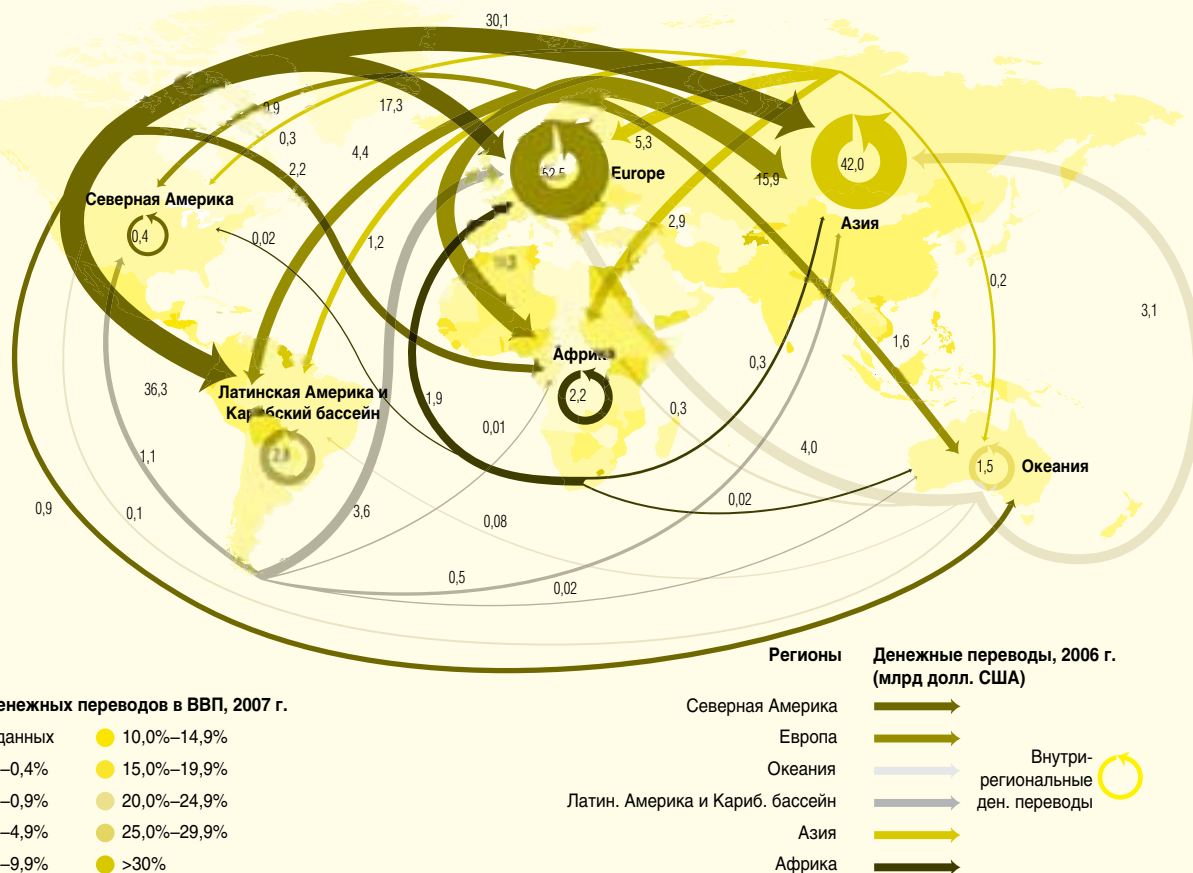 30,1
0,9
17,3
0,3
4,4
2,2
5,3
52,5
Europe
15,9
42,0
Северная Америка
0,4
0,02
1,2
2,9
Азия
0,2
3,1
1,6
0,3
Африка
2,2
36,3
Латинская Америка и
Карибский бассейн
1,9
0,01
0,3
4,0
1,1
1,5
Океания
0,9
0,1
3,6
0,08
0,02
0,5
0,02
Регионы
Денежные переводы, 2006 г.
(млрд долл. США)
Северная Америка
Европа
Океания
Латин. Америка и Кариб. бассейн
Азия
Африка
Внутри-
региональные
ден. переводы
енежных переводов в ВВП, 2007 г.
данных
–0,4%
–0,9%
–4,9%
–9,9%
10,0%–14,9%
15,0%–19,9%
20,0%–24,9%
25,0%–29,9%
>30%